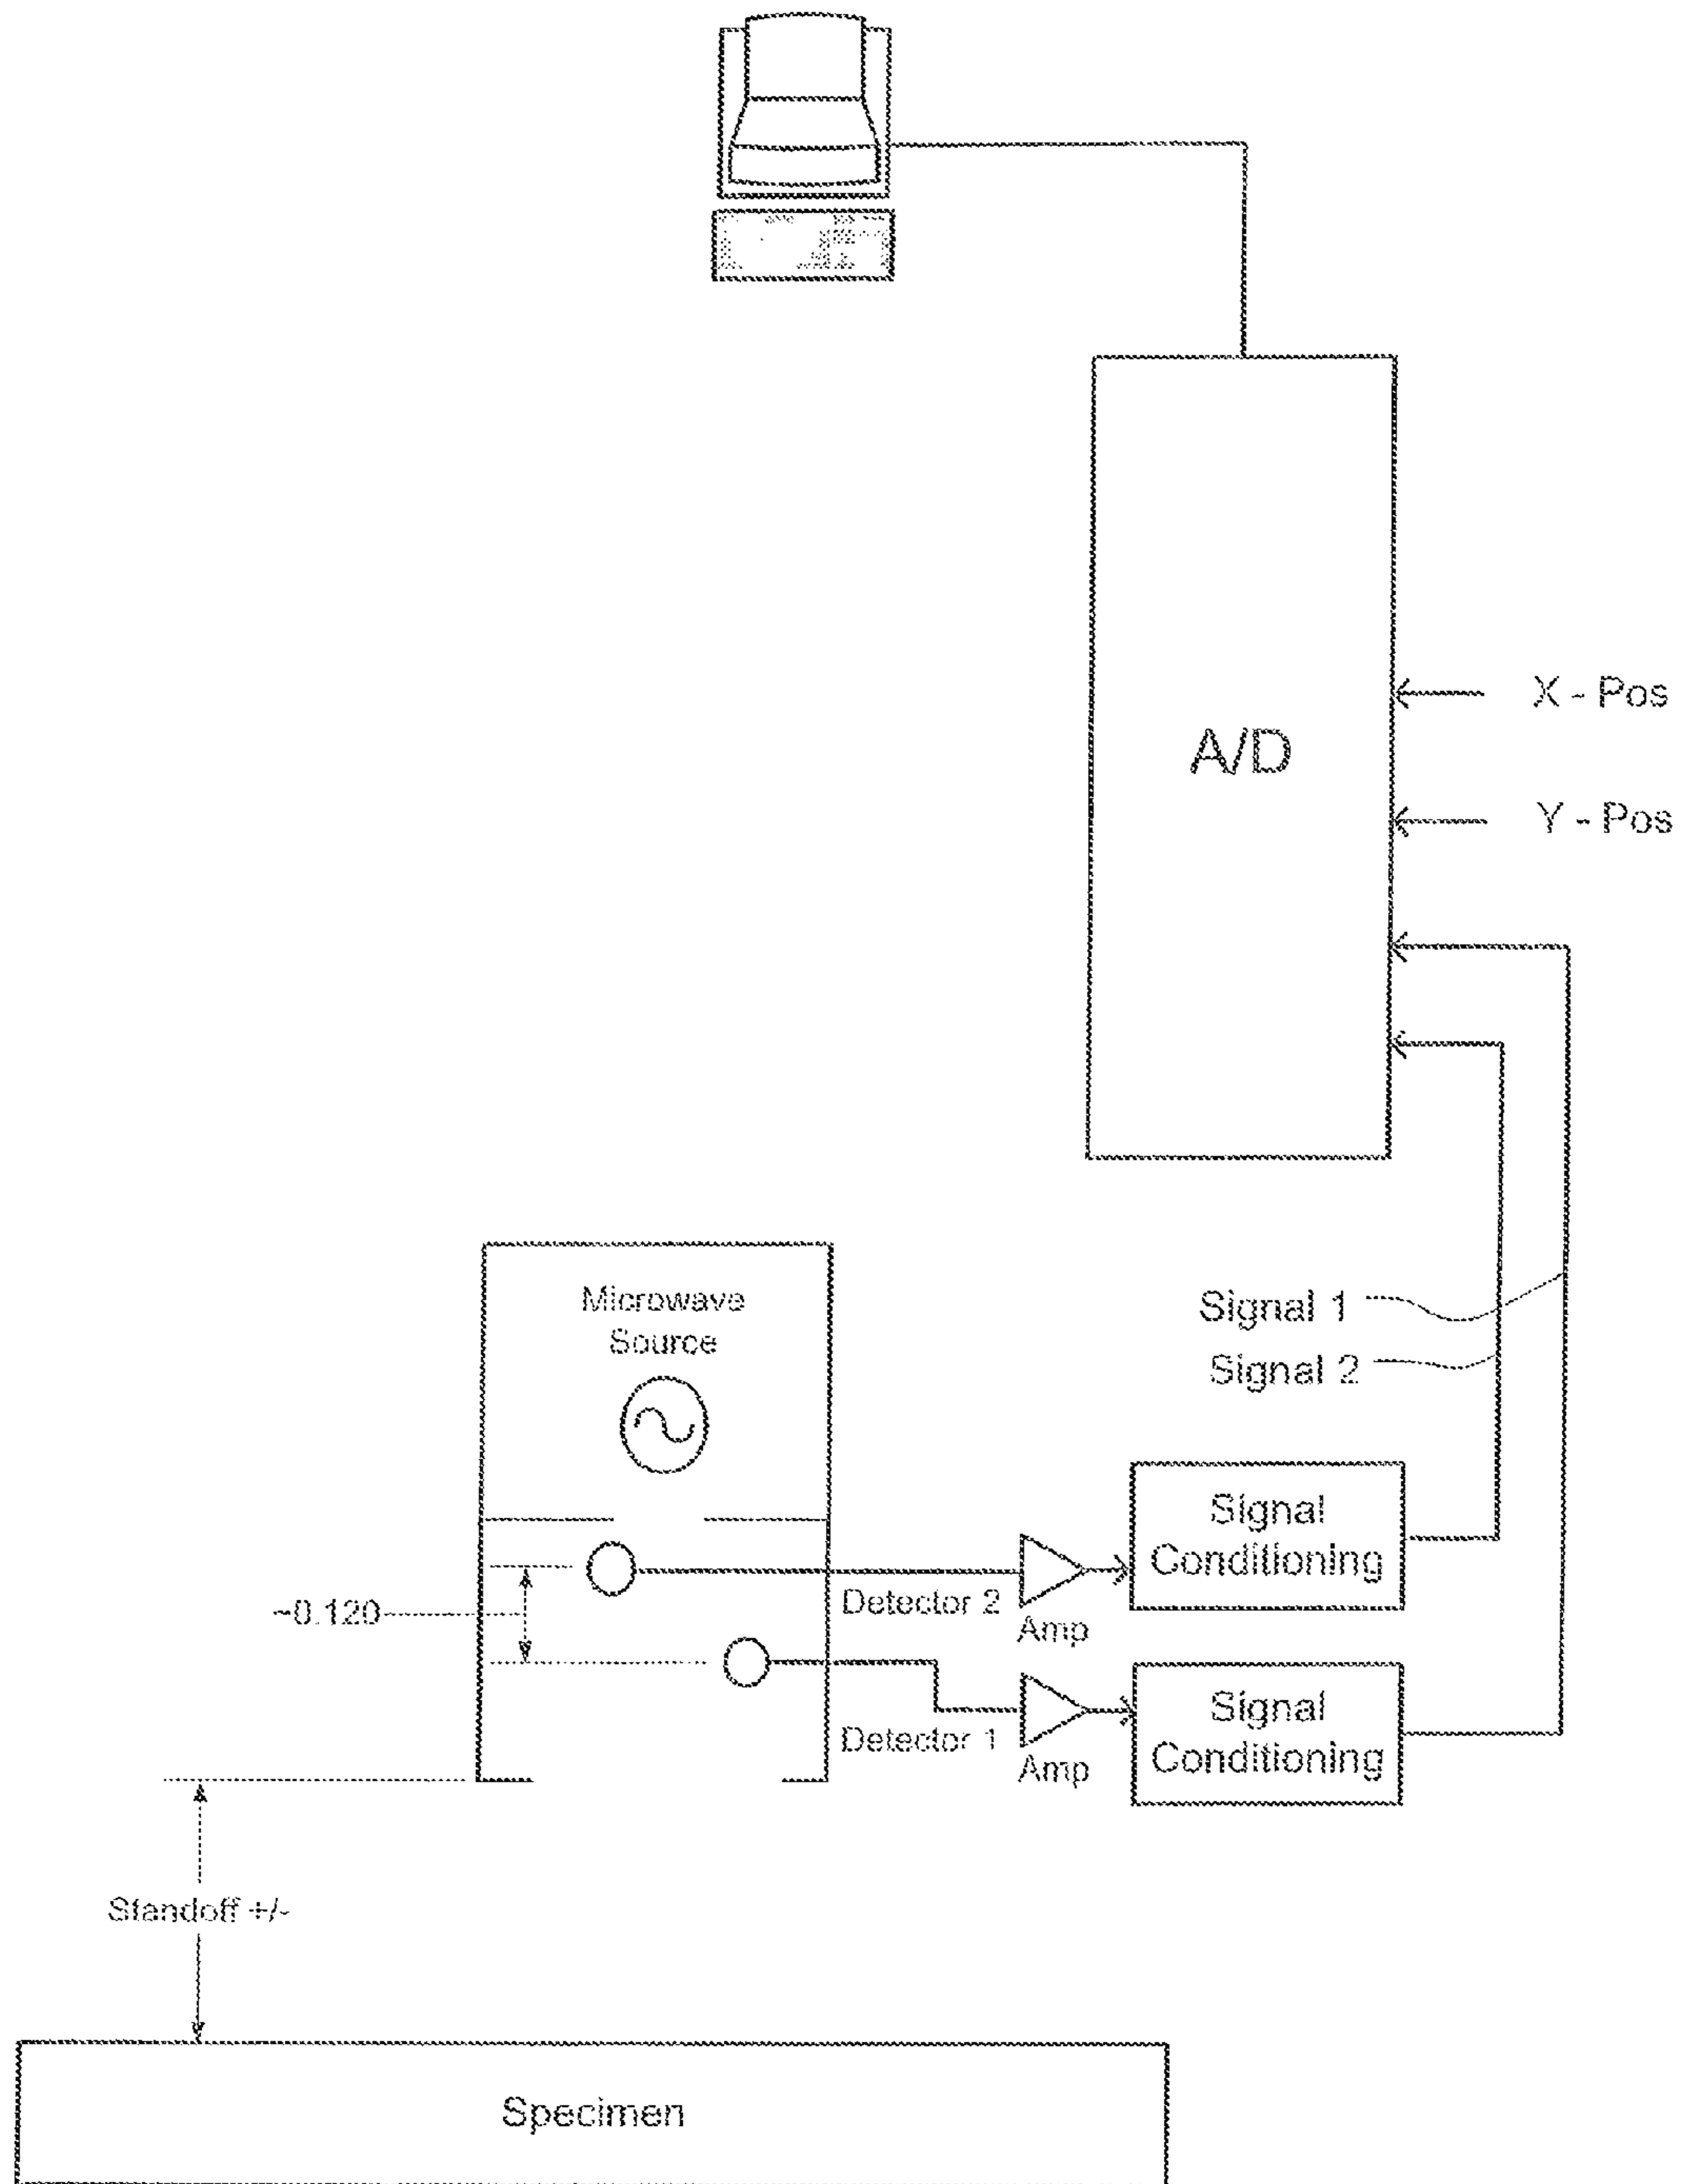 X - Pos
A/D
Y - Pos
Microwave
Source
Signal 1
Signal 2
Signal
Conditioning
~0.120
Detector 2
Amp
Signal
Conditioning
Detector 1
Amp
Standoff +/-
Specimen